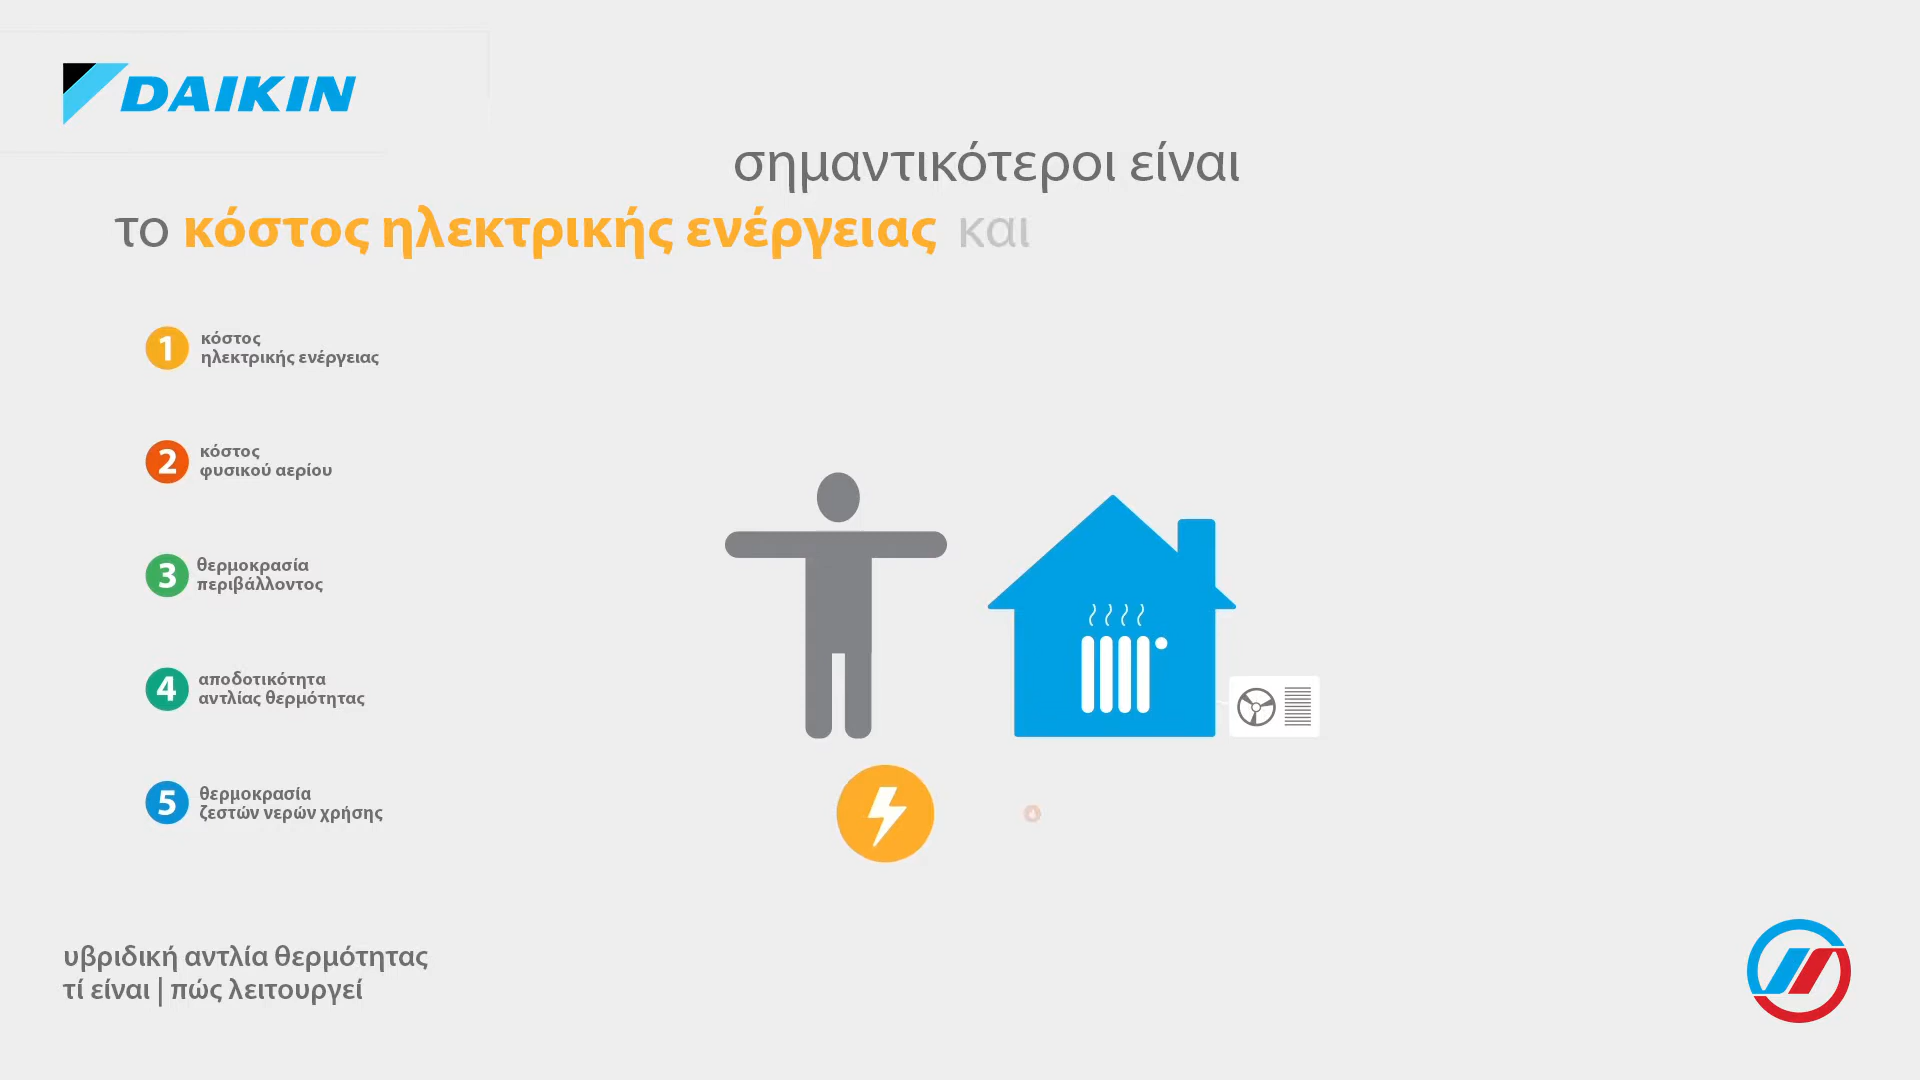 DAIKIN
σημαντικότεροι είναι
το κόστος ηλεκτρικής ενέργειας και
1 κόστος
ηλεκτρικής ενέργειας
2 κόστος
φυσικού αερίου
3 θερμοκρασία
περιβάλλοντος
4 αποδοτικότητα
αντλίας θερμότητας
5 θερμοκρασία
ζεστών νερών χρήσης
υβριδική αντλία θερμότητας
τί είναι | πώς λειτουργεί